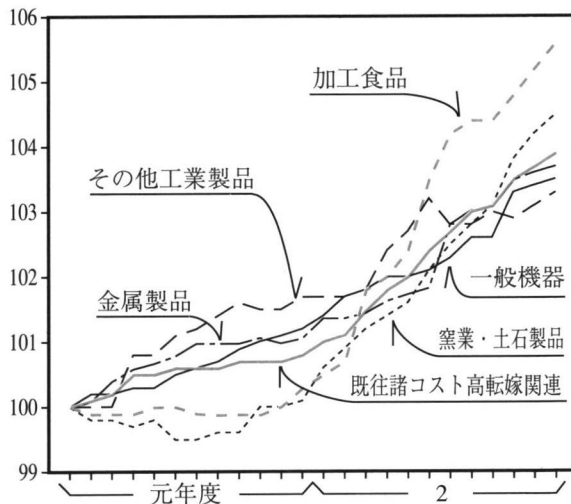 106
105
104
103
102
101
100
99
加工食品
その他工業製品
金属製品
一般機器
窯業・土石製品
既往諸コスト高転嫁関連
元年度
2